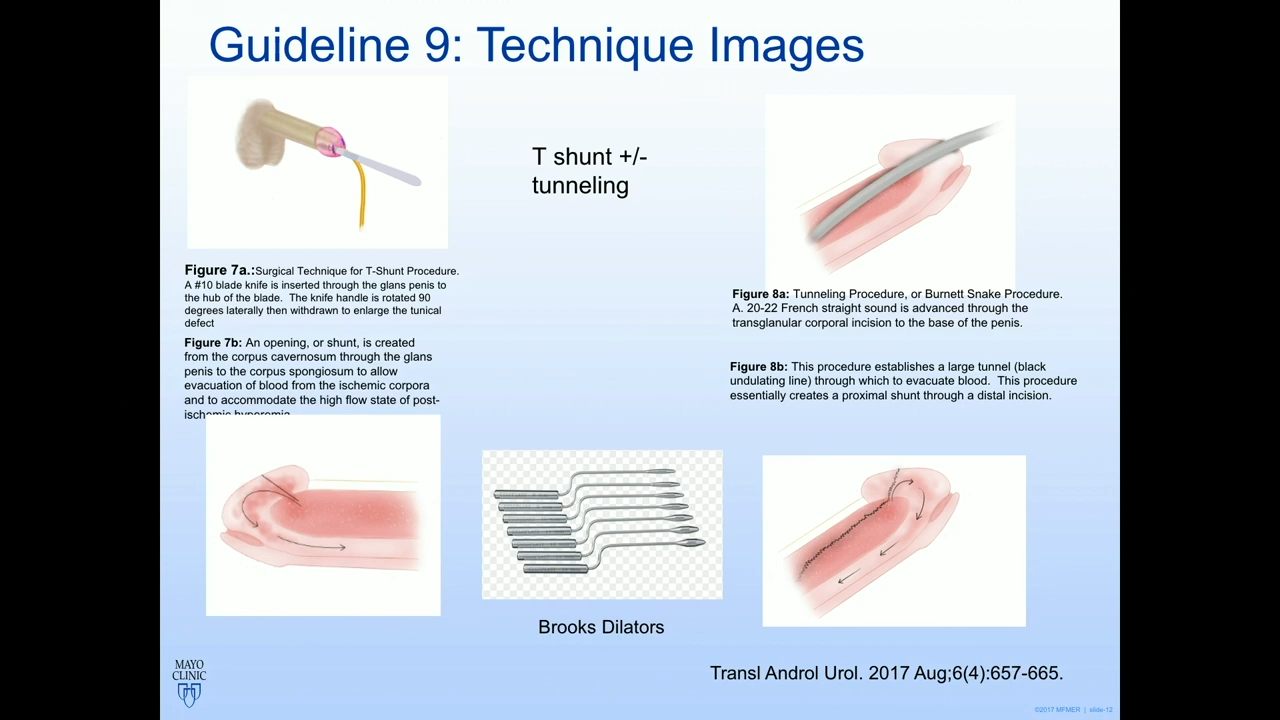 Guideline 9: Technique Images
T shunt +/-
tunneling
Figure 7a.:Surgical Technique for T-Shunt Procedure.
A #10 blade knife is inserted through the glans penis to
the hub of the blade.  The knife handle is rotated 90
degrees laterally then withdrawn to enlarge the tunical
defect
Figure 7b: An opening, or shunt, is created
from the corpus cavernosum through the glans
penis to the corpus spongiosum to allow
evacuation of blood from the ischemic corpora
and to accommodate the high flow state of post-
ischemic hyperemia
Figure 8a: Tunneling Procedure, or Burnett Snake Procedure.
A. 20-22 French straight sound is advanced through the
transglanular corporal incision to the base of the penis.
Figure 8b: This procedure establishes a large tunnel (black
undulating line) through which to evacuate blood.  This procedure
essentially creates a proximal shunt through a distal incision.
Brooks Dilators
MAYO
CLINIC
Transl Androl Urol. 2017 Aug;6(4):657-665.
©2017 MFMER | slide-12